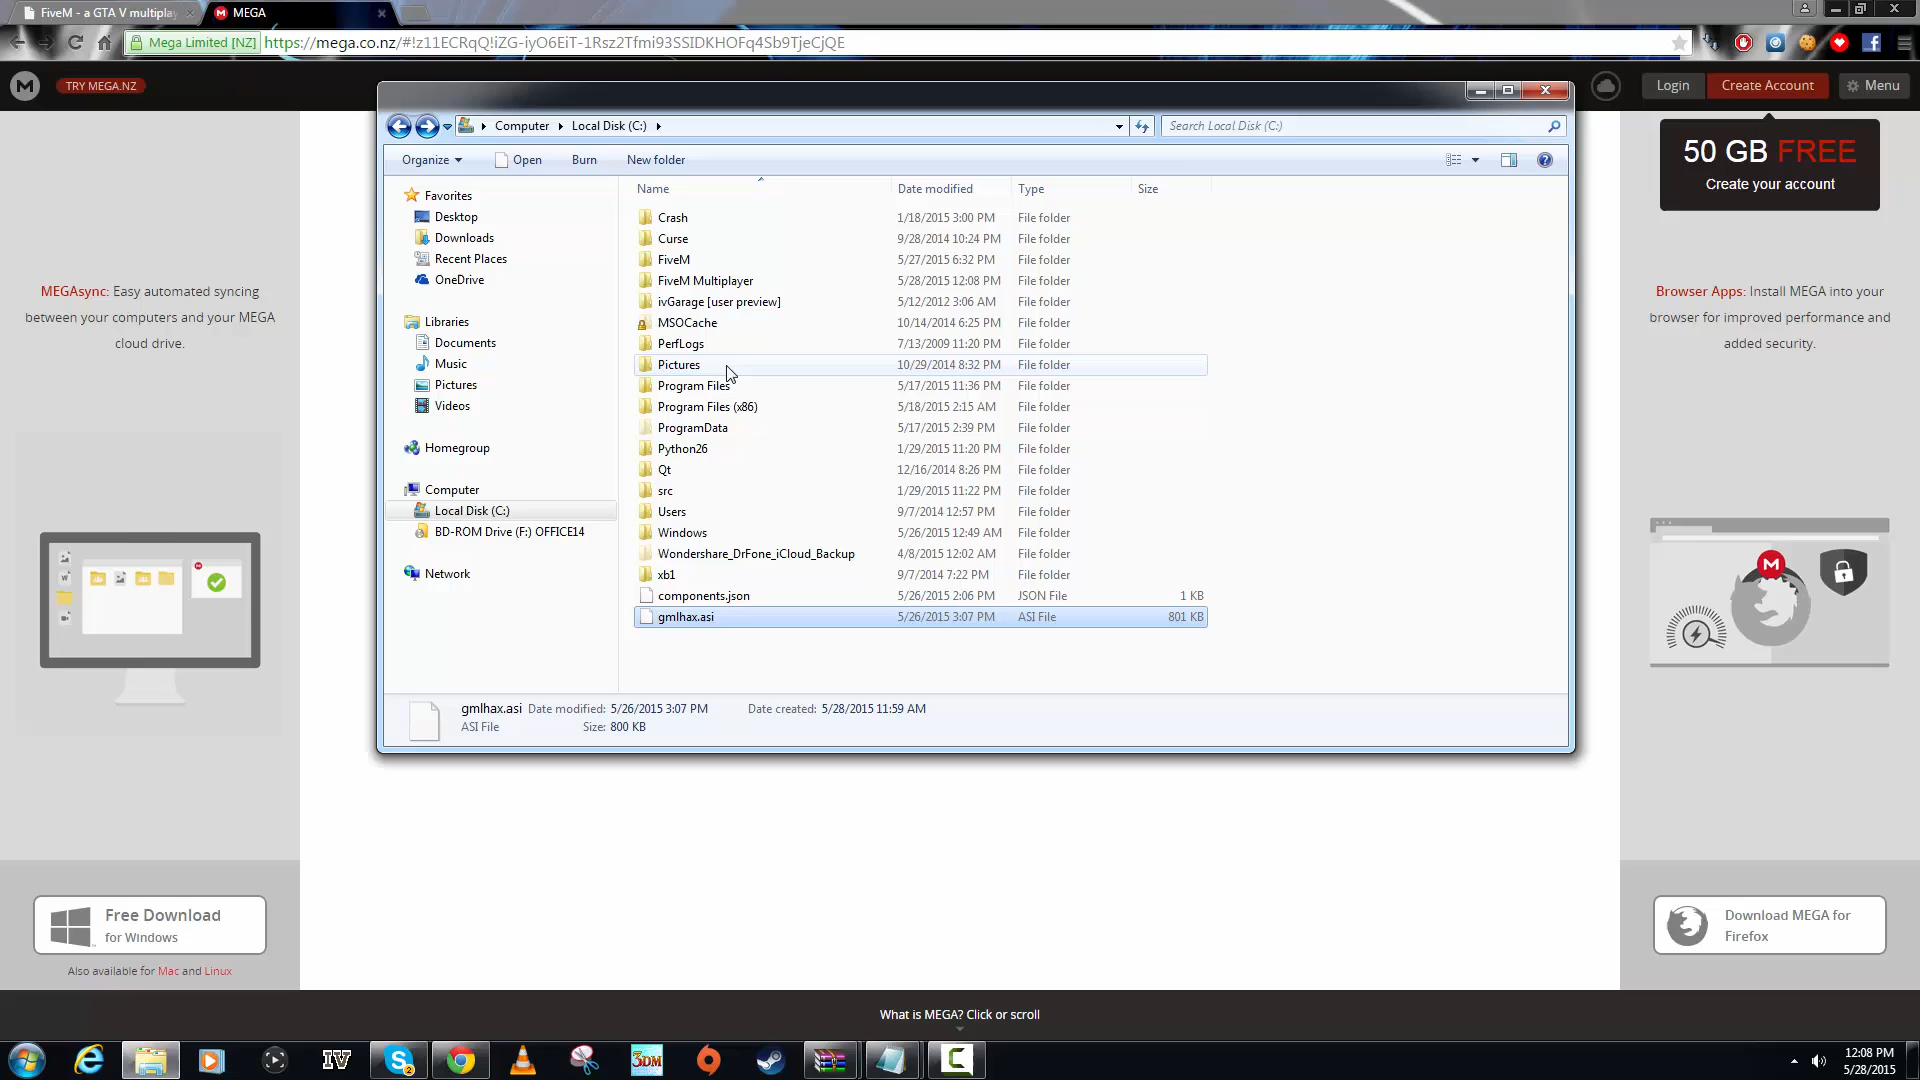 FiveM - a GTA V multipla
MEGA
Mega Limited [NZ] https://mega.co.nz/#!z11ECRqQ!iZG-iyO6EiT-1Rsz2Tfmi93SSIDKHOFq4Sb9TjeCjQE
M TRY MEGA.NZ
Login Create Account Menu
50 GB FREE
Create your account
Computer Local Disk (C:)
Search Local Disk (C:)
Organize Open Burn New folder
Favorites
Desktop
Downloads
Recent Places
OneDrive
Libraries
Documents
Music
Pictures
Videos
Homegroup
Computer
Local Disk (C:)
BD-ROM Drive (F:) OFFICE14
Network
Name Date modified Type Size
Crash 1/18/2015 3:00 PM File folder
Curse 9/28/2014 10:24 PM File folder
FiveM 5/27/2015 6:32 PM File folder
FiveM Multiplayer 5/28/2015 12:08 PM File folder
ivGarage [user preview] 5/12/2012 3:06 AM File folder
MSOCache 10/14/2014 6:25 PM File folder
PerfLogs 7/13/2009 11:20 PM File folder
Pictures 10/29/2014 8:32 PM File folder
Program Files 5/17/2015 11:36 PM File folder
Program Files (x86) 5/18/2015 2:15 AM File folder
ProgramData 5/17/2015 2:39 PM File folder
Python26 1/29/2015 11:20 PM File folder
Qt 12/16/2014 8:26 PM File folder
src 1/29/2015 11:22 PM File folder
Users 9/7/2014 12:57 PM File folder
Windows 5/26/2015 12:49 AM File folder
Wondershare_DrFone_iCloud_Backup 4/8/2015 12:02 AM File folder
xb1 9/7/2014 7:22 PM File folder
components.json 5/26/2015 2:06 PM JSON File 1 KB
gmlhax.asi 5/26/2015 3:07 PM ASI File 801 KB
gmlhax.asi Date modified: 5/26/2015 3:07 PM Date created: 5/28/2015 11:59 AM
ASI File Size: 800 KB
MEGAsync: Easy automated syncing
between your computers and your MEGA
cloud drive.
Browser Apps: Install MEGA into your
browser for improved performance and
added security.
M
Free Download
for Windows
Also available for Mac and Linux
Download MEGA for
Firefox
What is MEGA? Click or scroll
IV
3DM
12:08 PM
5/28/2015